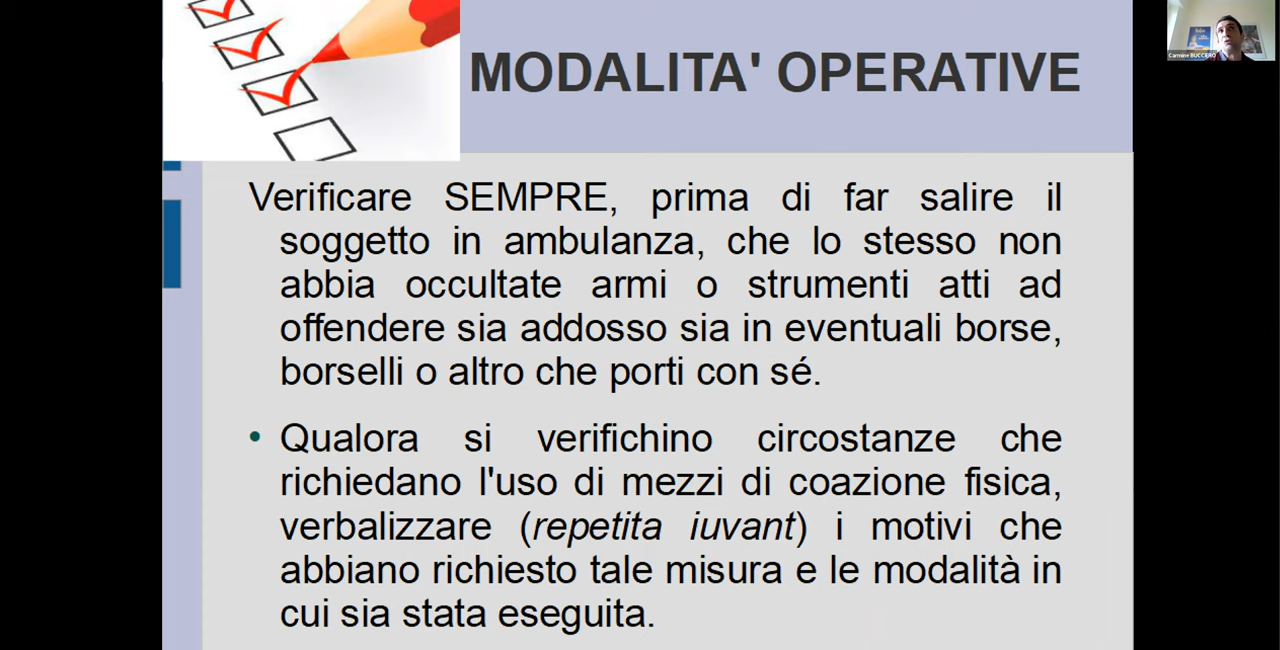 MODALITA' OPERATIVE
Carmine BUCCERO
Verificare SEMPRE, prima di far salire il
soggetto in ambulanza, che lo stesso non
abbia occultate armi o strumenti atti ad
offendere sia addosso sia in eventuali borse,
borselli o altro che porti con sé.
• Qualora si verifichino circostanze che
richiedano l'uso di mezzi di coazione fisica,
verbalizzare (repetita iuvant) i motivi che
abbiano richiesto tale misura e le modalità in
cui sia stata eseguita.